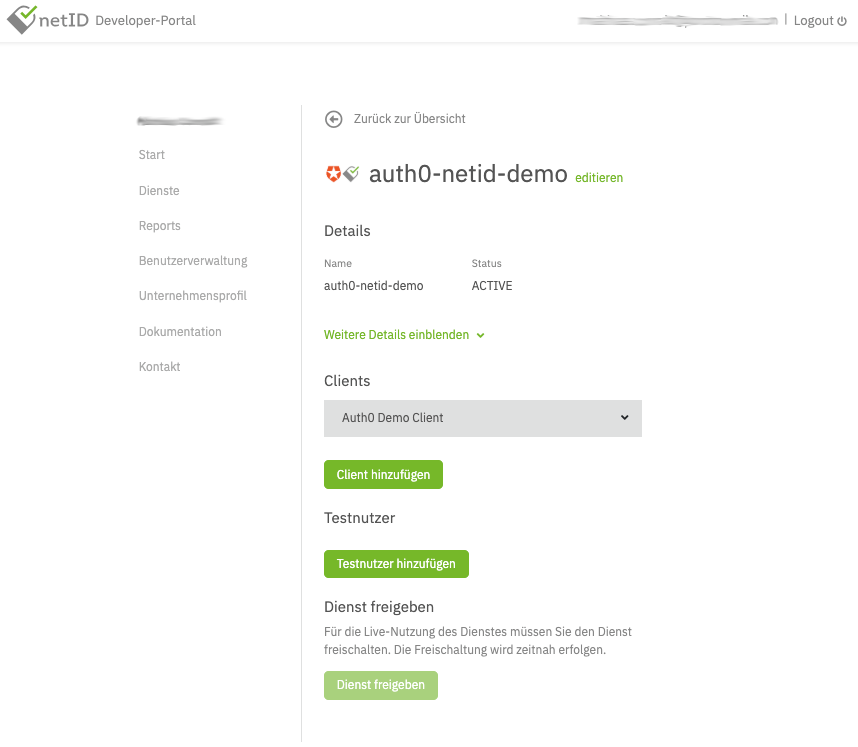 netID Developer-Portal
| Logout
Start
Dienste
Reports
Benutzerverwaltung
Unternehmensprofil
Dokumentation
Kontakt
Zurück zur Übersicht
auth0-netid-demo editieren
Details
Name Status
auth0-netid-demo ACTIVE
Weitere Details einblenden
Clients
Auth0 Demo Client
Client hinzufügen
Testnutzer
Testnutzer hinzufügen
Dienst freigeben
Für die Live-Nutzung des Dienstes müssen Sie den Dienst
freischalten. Die Freischaltung wird zeitnah erfolgen.
Dienst freigeben